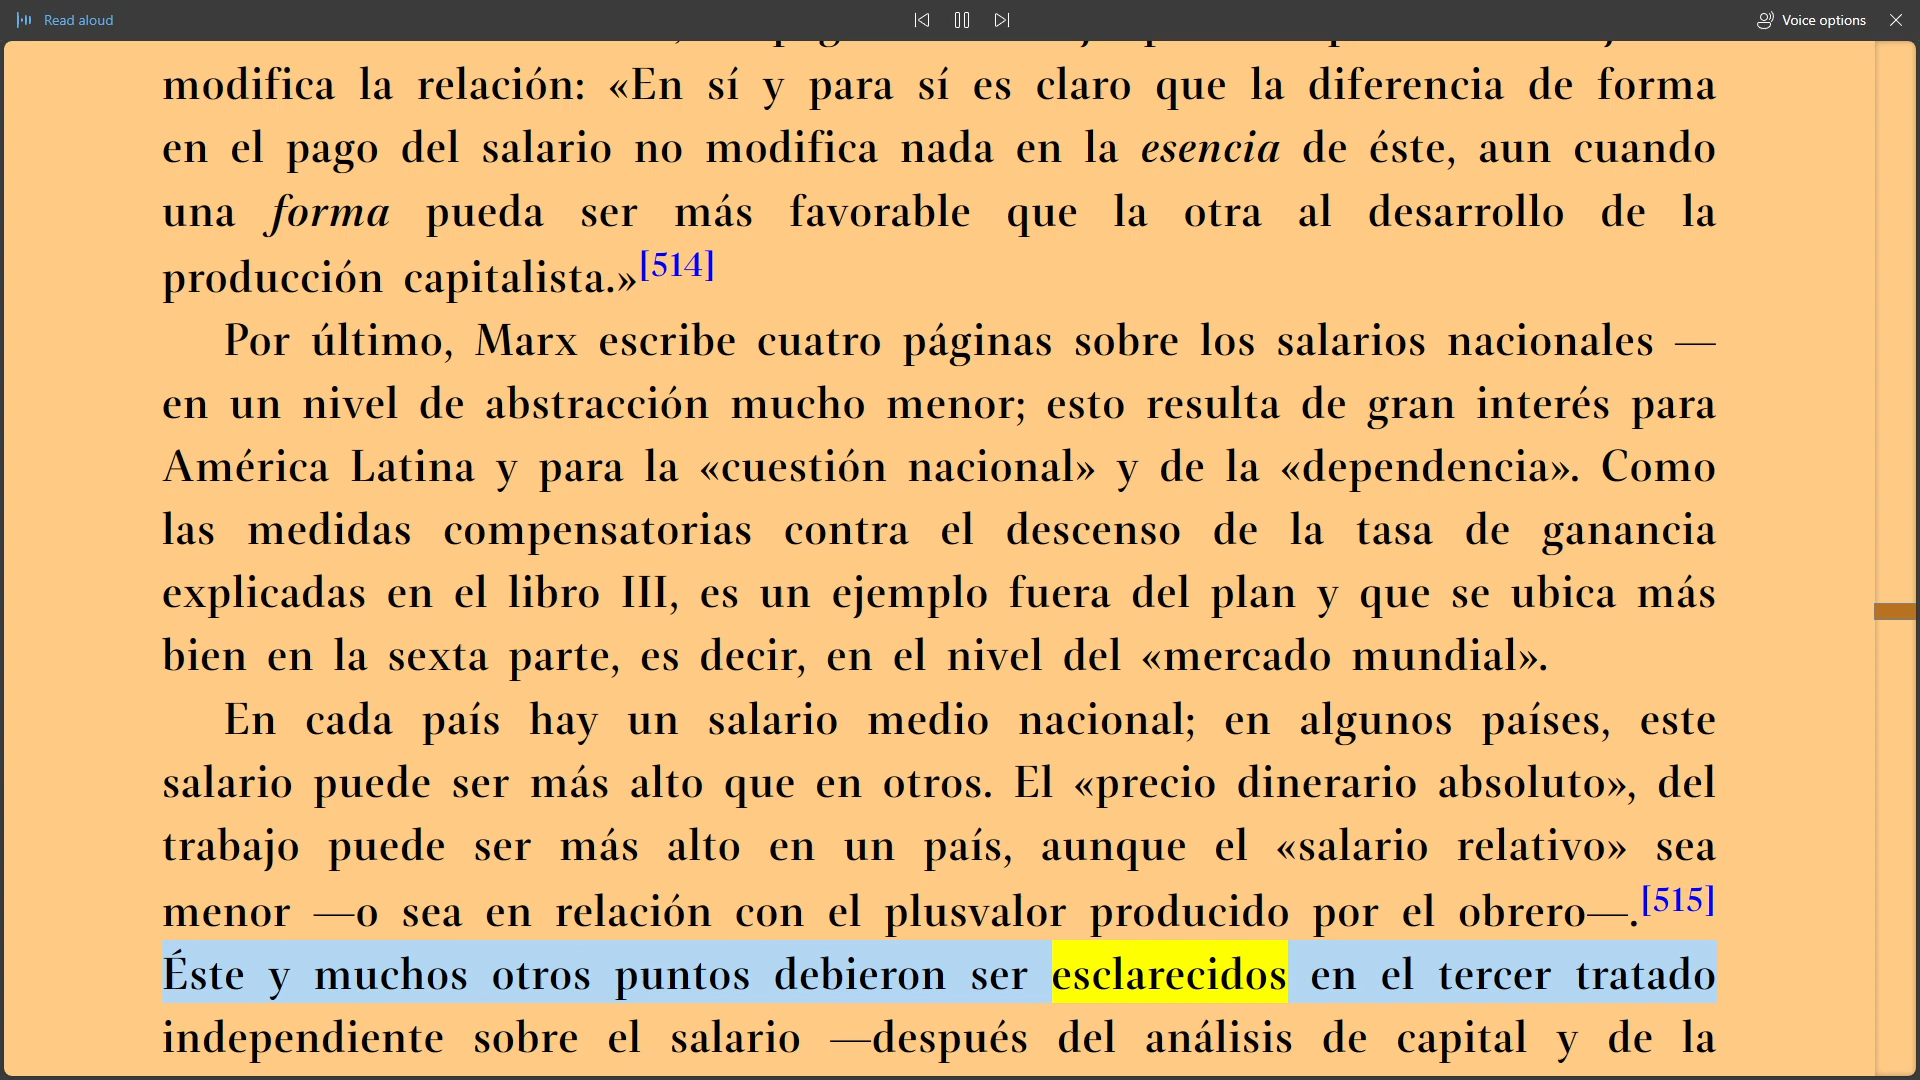 Read aloud
Voice options
modifica la relación: «En sí y para sí es claro que la diferencia de forma
en el pago del salario no modifica nada en la esencia de éste, aun cuando
una forma pueda ser más favorable que la otra al desarrollo de la
producción capitalista.»[514]
Por último, Marx escribe cuatro páginas sobre los salarios nacionales —
en un nivel de abstracción mucho menor; esto resulta de gran interés para
América Latina y para la «cuestión nacional» y de la «dependencia». Como
las medidas compensatorias contra el descenso de la tasa de ganancia
explicadas en el libro III, es un ejemplo fuera del plan y que se ubica más
bien en la sexta parte, es decir, en el nivel del «mercado mundial».
En cada país hay un salario medio nacional; en algunos países, este
salario puede ser más alto que en otros. El «precio dinerario absoluto», del
trabajo puede ser más alto en un país, aunque el «salario relativo» sea
menor —o sea en relación con el plusvalor producido por el obrero—.[515]
Éste y muchos otros puntos debieron ser esclarecidos en el tercer tratado
independiente sobre el salario —después del análisis de capital y de la